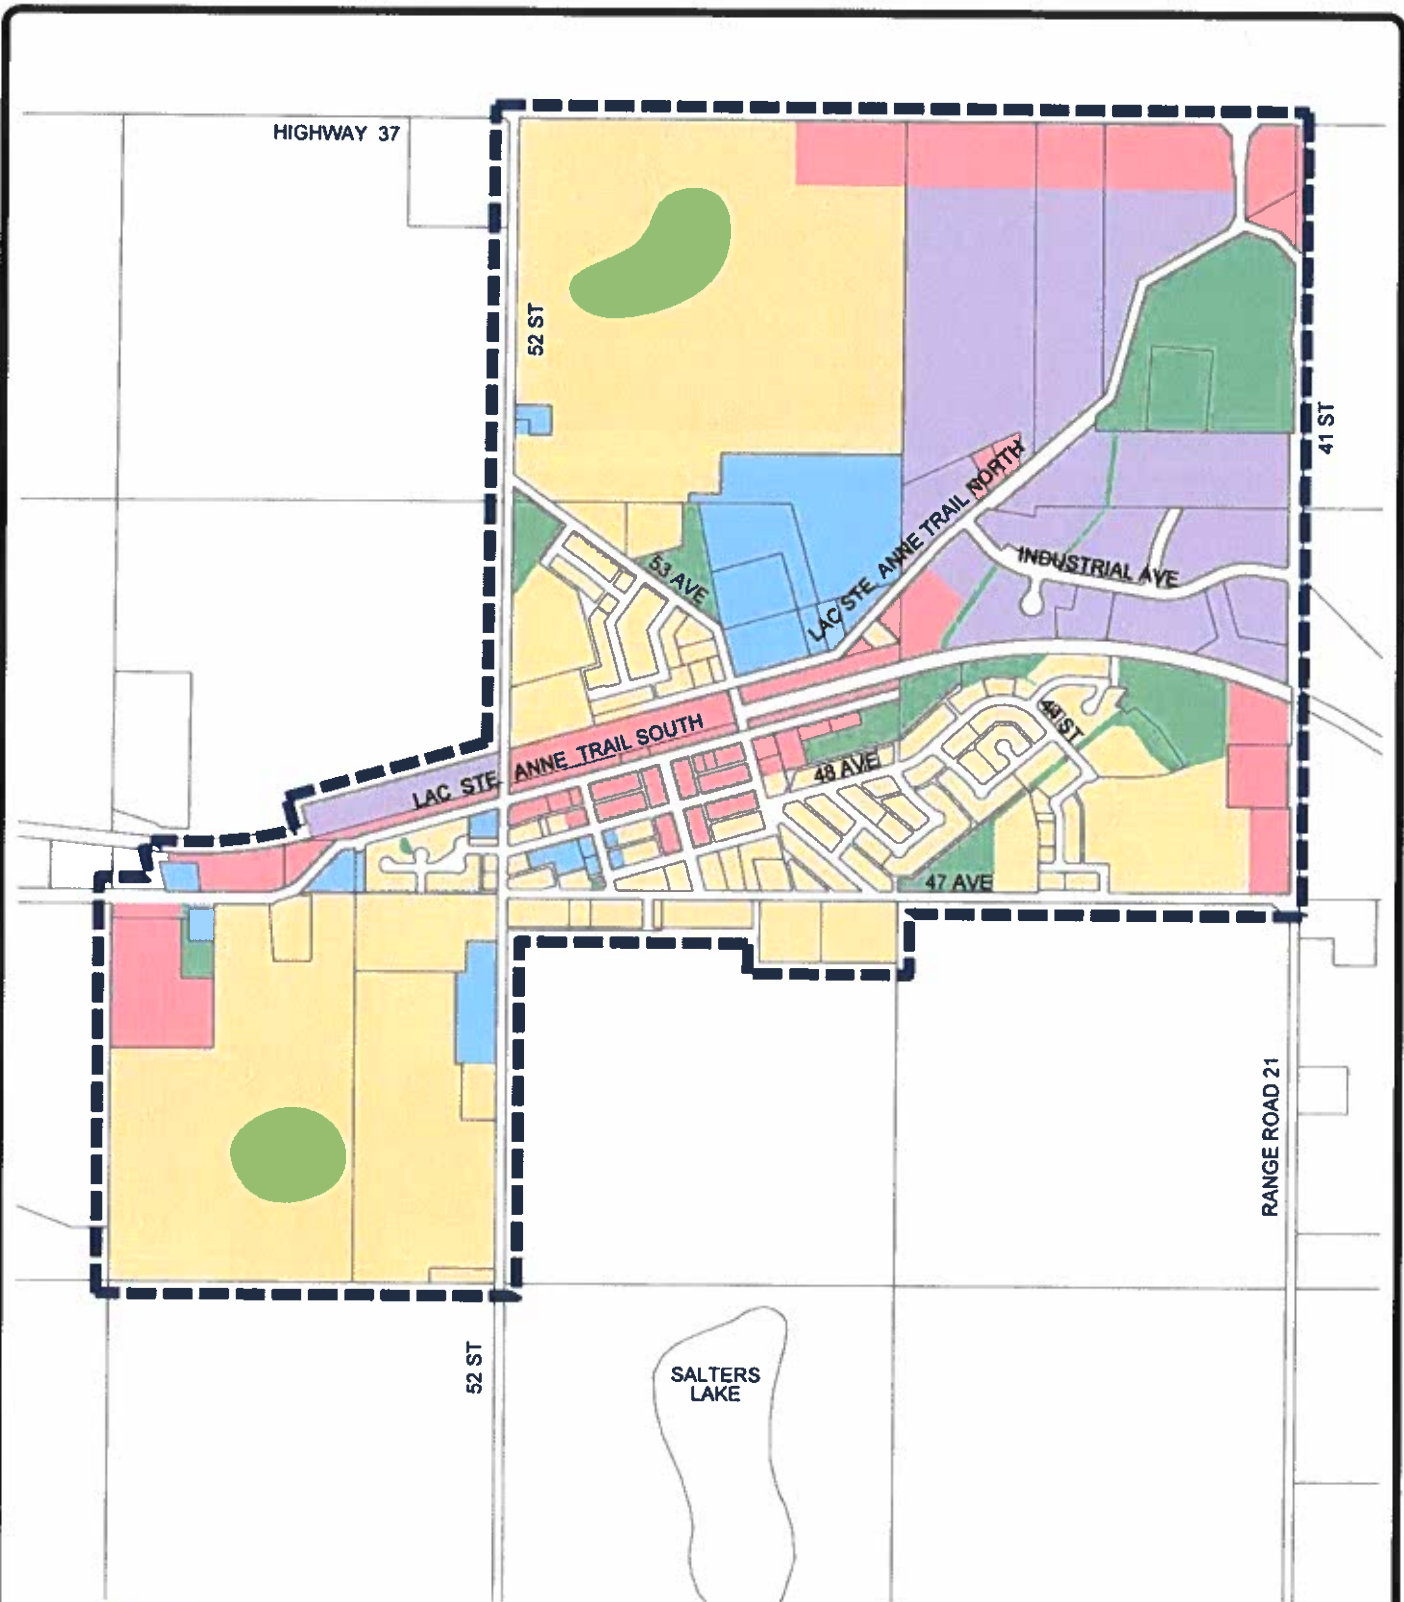 HIGHWAY 37
52 ST
41 ST
LAC STE ANNE TRAIL NORTH
INDUSTRIAL AVE
53 AVE
LAC STE ANNE TRAIL SOUTH
48 AVE
47 AVE
RANGE ROAD 21
52 ST
SALTERS
LAKE